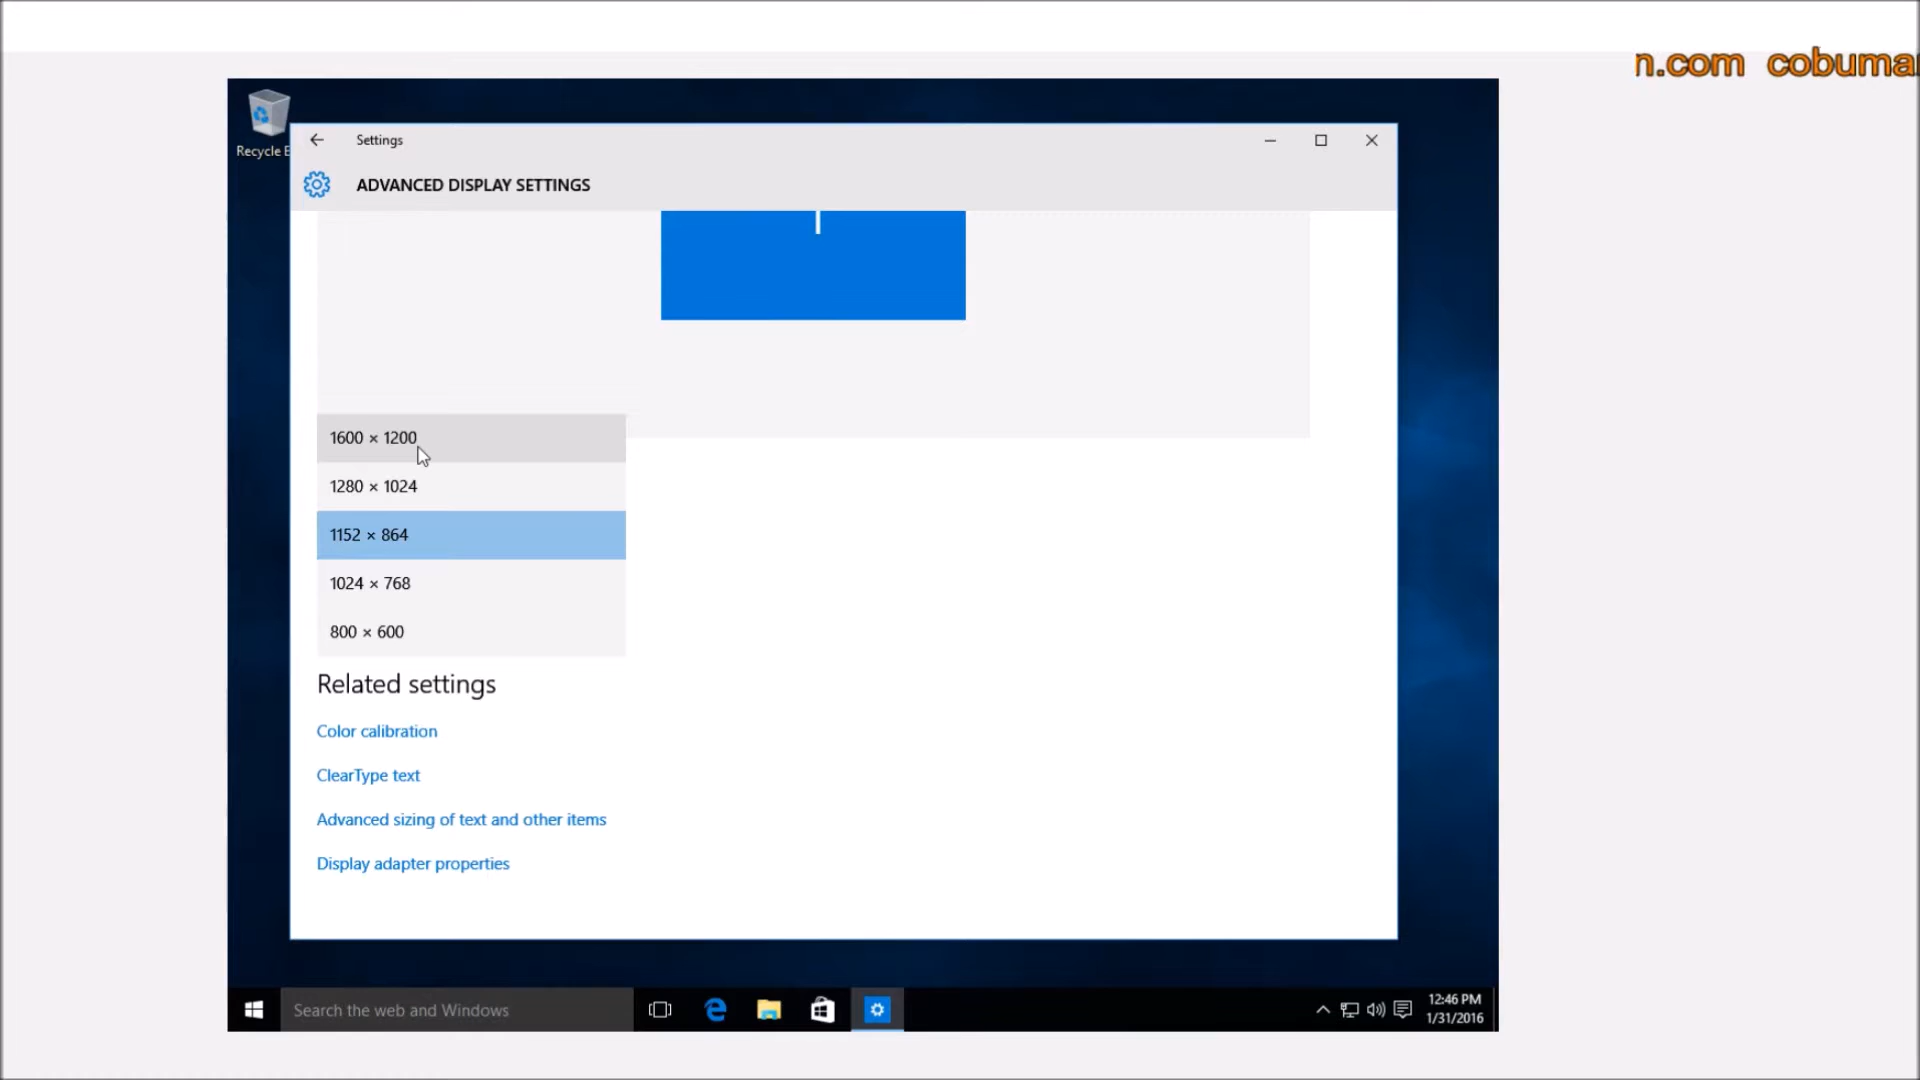 n.com cobuma
Recycle B
Settings
ADVANCED DISPLAY SETTINGS
1600 × 1200
1280 × 1024
1152 × 864
1024 × 768
800 × 600
Related settings
Color calibration
ClearType text
Advanced sizing of text and other items
Display adapter properties
Search the web and Windows
12:46 PM
1/31/2016